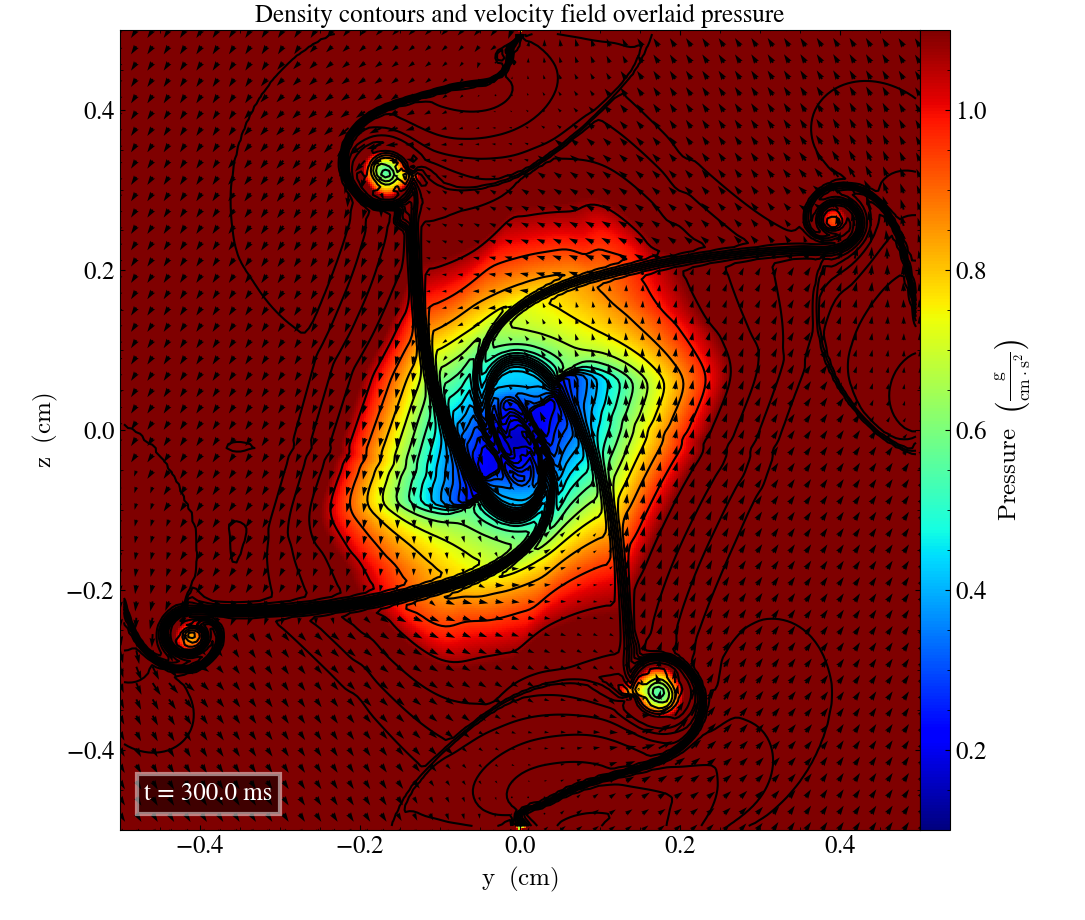 Density contours and velocity field overlaid pressure
0.4
0.2
0.0
−0.2
−0.4
z (cm)
t = 300.0 ms
−0.4 −0.2 0.0 0.2 0.4
y (cm)
1.0
0.8
0.6
0.4
0.2
Pressure (g / cm · s²)